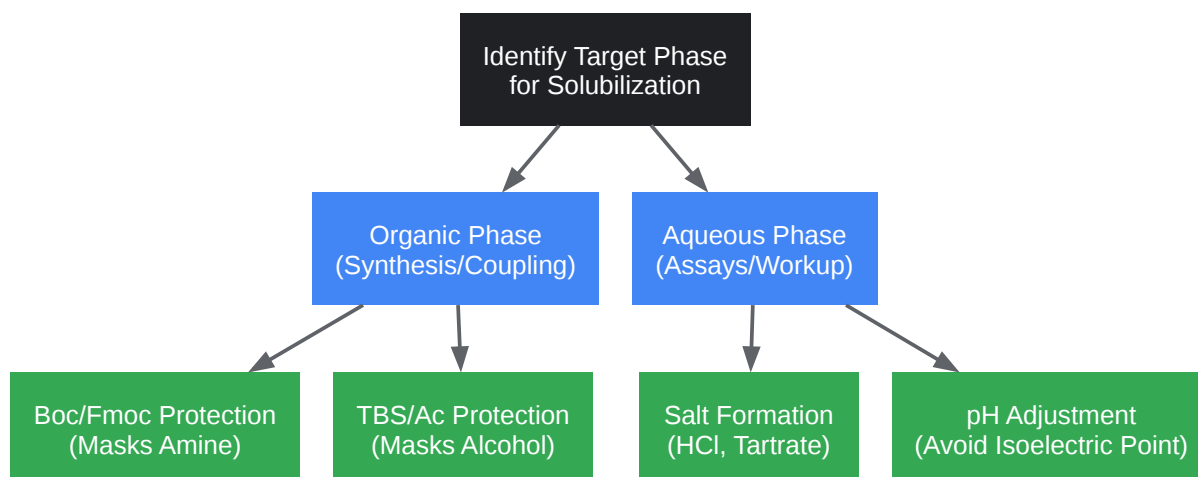 Identify Target Phase
for Solubilization
Organic Phase
(Synthesis/Coupling)
Aqueous Phase
(Assays/Workup)
Boc/Fmoc Protection
(Masks Amine)
TBS/Ac Protection
(Masks Alcohol)
Salt Formation
(HCl, Tartrate)
pH Adjustment
(Avoid Isoelectric Point)